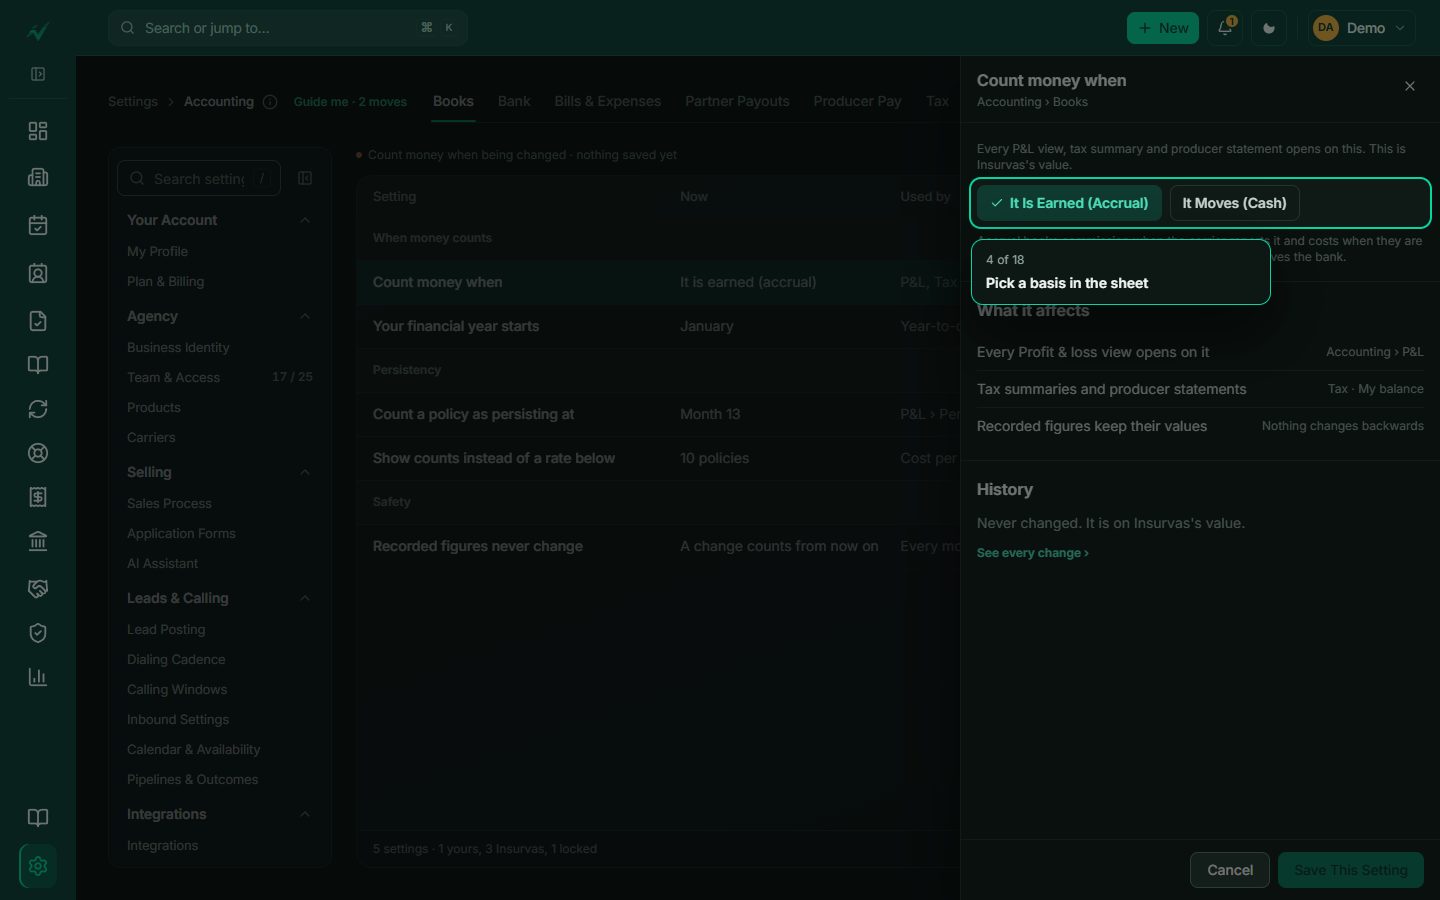 Search or jump to...
⌘ K
New
1
DA
Demo
Settings
Accounting
Guide me · 2 moves
Books
Bank
Bills & Expenses
Partner Payouts
Producer Pay
Tax
Count money when being changed · nothing saved yet
/
Your Account
My Profile
Plan & Billing
Agency
Business Identity
Team & Access 17 / 25
Products
Carriers
Selling
Sales Process
Application Forms
AI Assistant
Leads & Calling
Lead Posting
Dialing Cadence
Calling Windows
Inbound Settings
Calendar & Availability
Pipelines & Outcomes
Integrations
Integrations
Setting Now Used by
When money counts
Count money when It is earned (accrual) P&L, Tax
Your financial year starts January
Persistency
Count a policy as persisting at Month 13 P&L ›
Show counts instead of a rate below 10 policies Cost per
Safety
Recorded figures never change A change counts from now on Every
5 settings · 1 yours, 3 Insurvas, 1 locked
Count money when
Accounting › Books
Every P&L view, tax summary and producer statement opens on this. This is
Insurvas's value.
It Is Earned (Accrual)
It Moves (Cash)
it and costs when they are
the bank.
4 of 18
Pick a basis in the sheet
What it affects
Every Profit & loss view opens on it Accounting › P&L
Tax summaries and producer statements Tax · My balance
Recorded figures keep their values Nothing changes backwards
History
Never changed. It is on Insurvas's value.
See every change ›
Cancel
Save This Setting